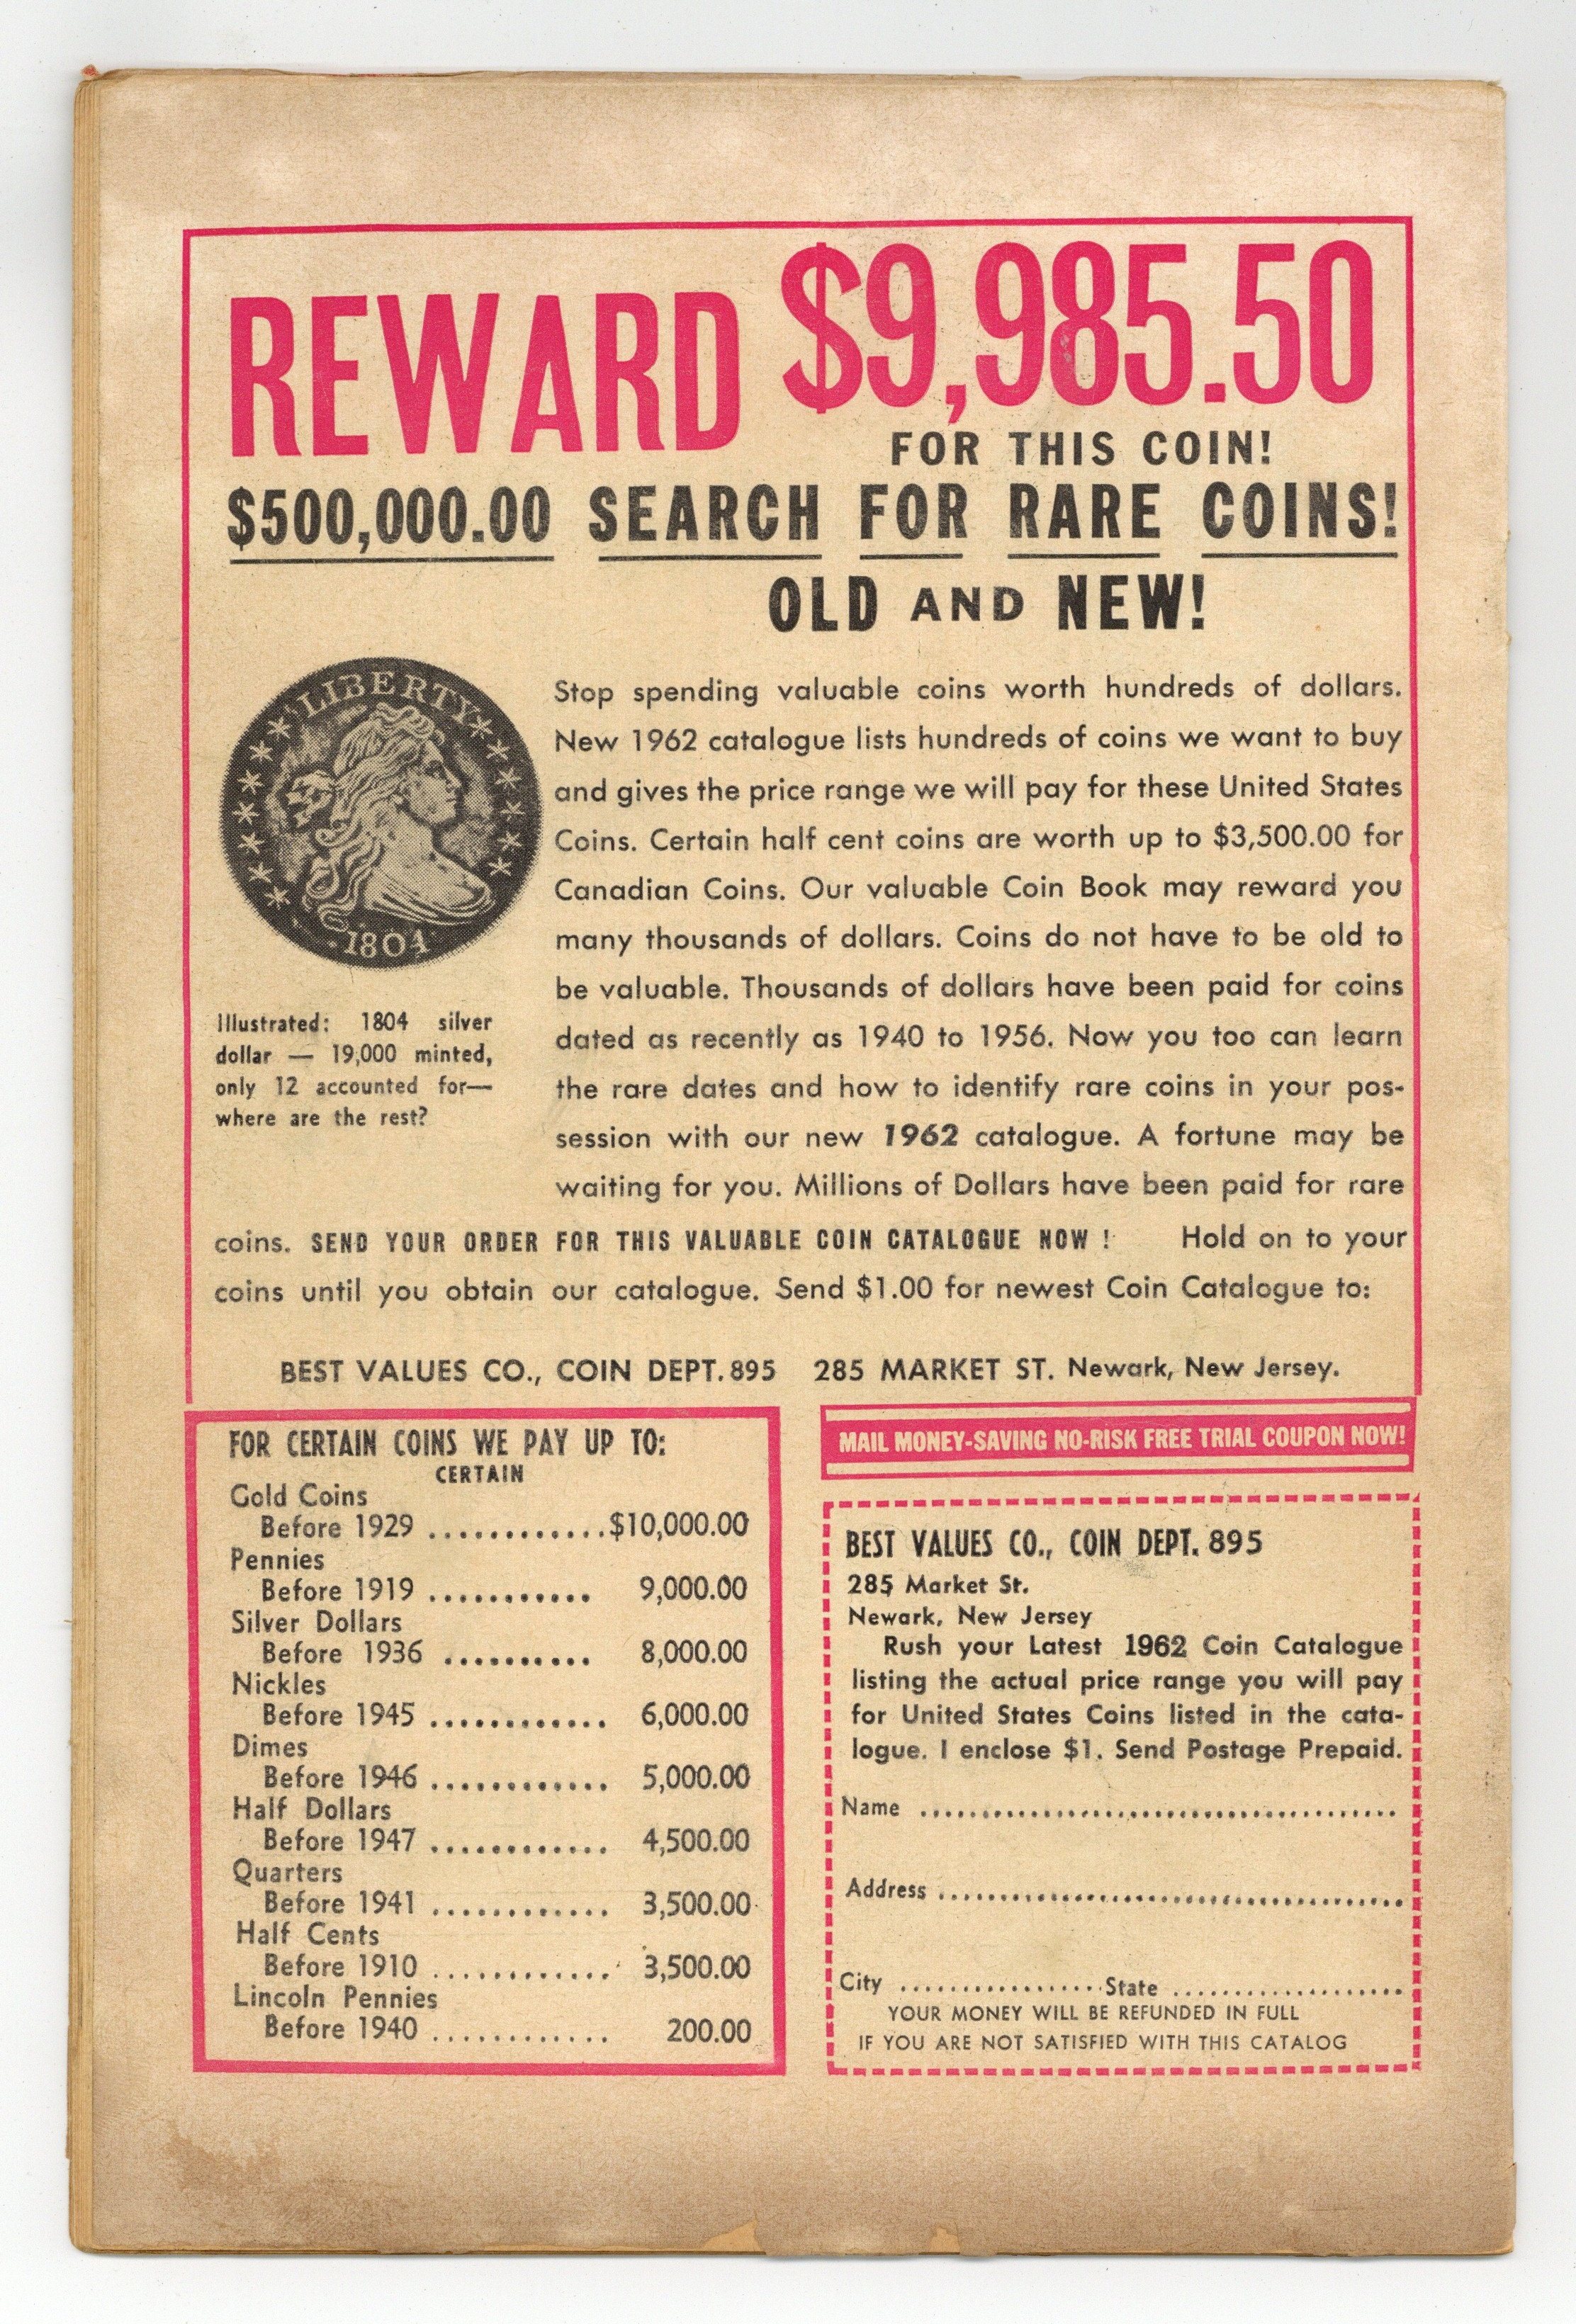 REWARD $9,985.50
FOR THIS COIN!
$500,000.00 SEARCH FOR RARE COINS!
OLD AND NEW!
LIBERTY
1804
Illustrated: 1804 silver
dollar — 19,000 minted,
only 12 accounted for—
where are the rest?
Stop spending valuable coins worth hundreds of dollars.
New 1962 catalogue lists hundreds of coins we want to buy
and gives the price range we will pay for these United States
Coins. Certain half cent coins are worth up to $3,500.00 for
Canadian Coins. Our valuable Coin Book may reward you
many thousands of dollars. Coins do not have to be old to
be valuable. Thousands of dollars have been paid for coins
dated as recently as 1940 to 1956. Now you too can learn
the rare dates and how to identify rare coins in your pos-
session with our new 1962 catalogue. A fortune may be
waiting for you. Millions of Dollars have been paid for rare
coins. SEND YOUR ORDER FOR THIS VALUABLE COIN CATALOGUE NOW ! Hold on to your
coins until you obtain our catalogue. Send $1.00 for newest Coin Catalogue to:
BEST VALUES CO., COIN DEPT. 895 285 MARKET ST. Newark, New Jersey.
FOR CERTAIN COINS WE PAY UP TO:
CERTAIN
Gold Coins
Before 1929 ............$10,000.00
Pennies
Before 1919 ........... 9,000.00
Silver Dollars
Before 1936 .......... 8,000.00
Nickles
Before 1945 ............ 6,000.00
Dimes
Before 1946 ............ 5,000.00
Half Dollars
Before 1947 ............ 4,500.00
Quarters
Before 1941 ............ 3,500.00
Half Cents
Before 1910 ............ 3,500.00
Lincoln Pennies
Before 1940 ............ 200.00
MAIL MONEY-SAVING NO-RISK FREE TRIAL COUPON NOW!
BEST VALUES CO., COIN DEPT. 895
285 Market St.
Newark, New Jersey
Rush your Latest 1962 Coin Catalogue
listing the actual price range you will pay
for United States Coins listed in the cata-
logue. I enclose $1. Send Postage Prepaid.
Name ......................................
Address ......................................
City .................State ...................
YOUR MONEY WILL BE REFUNDED IN FULL
IF YOU ARE NOT SATISFIED WITH THIS CATALOG